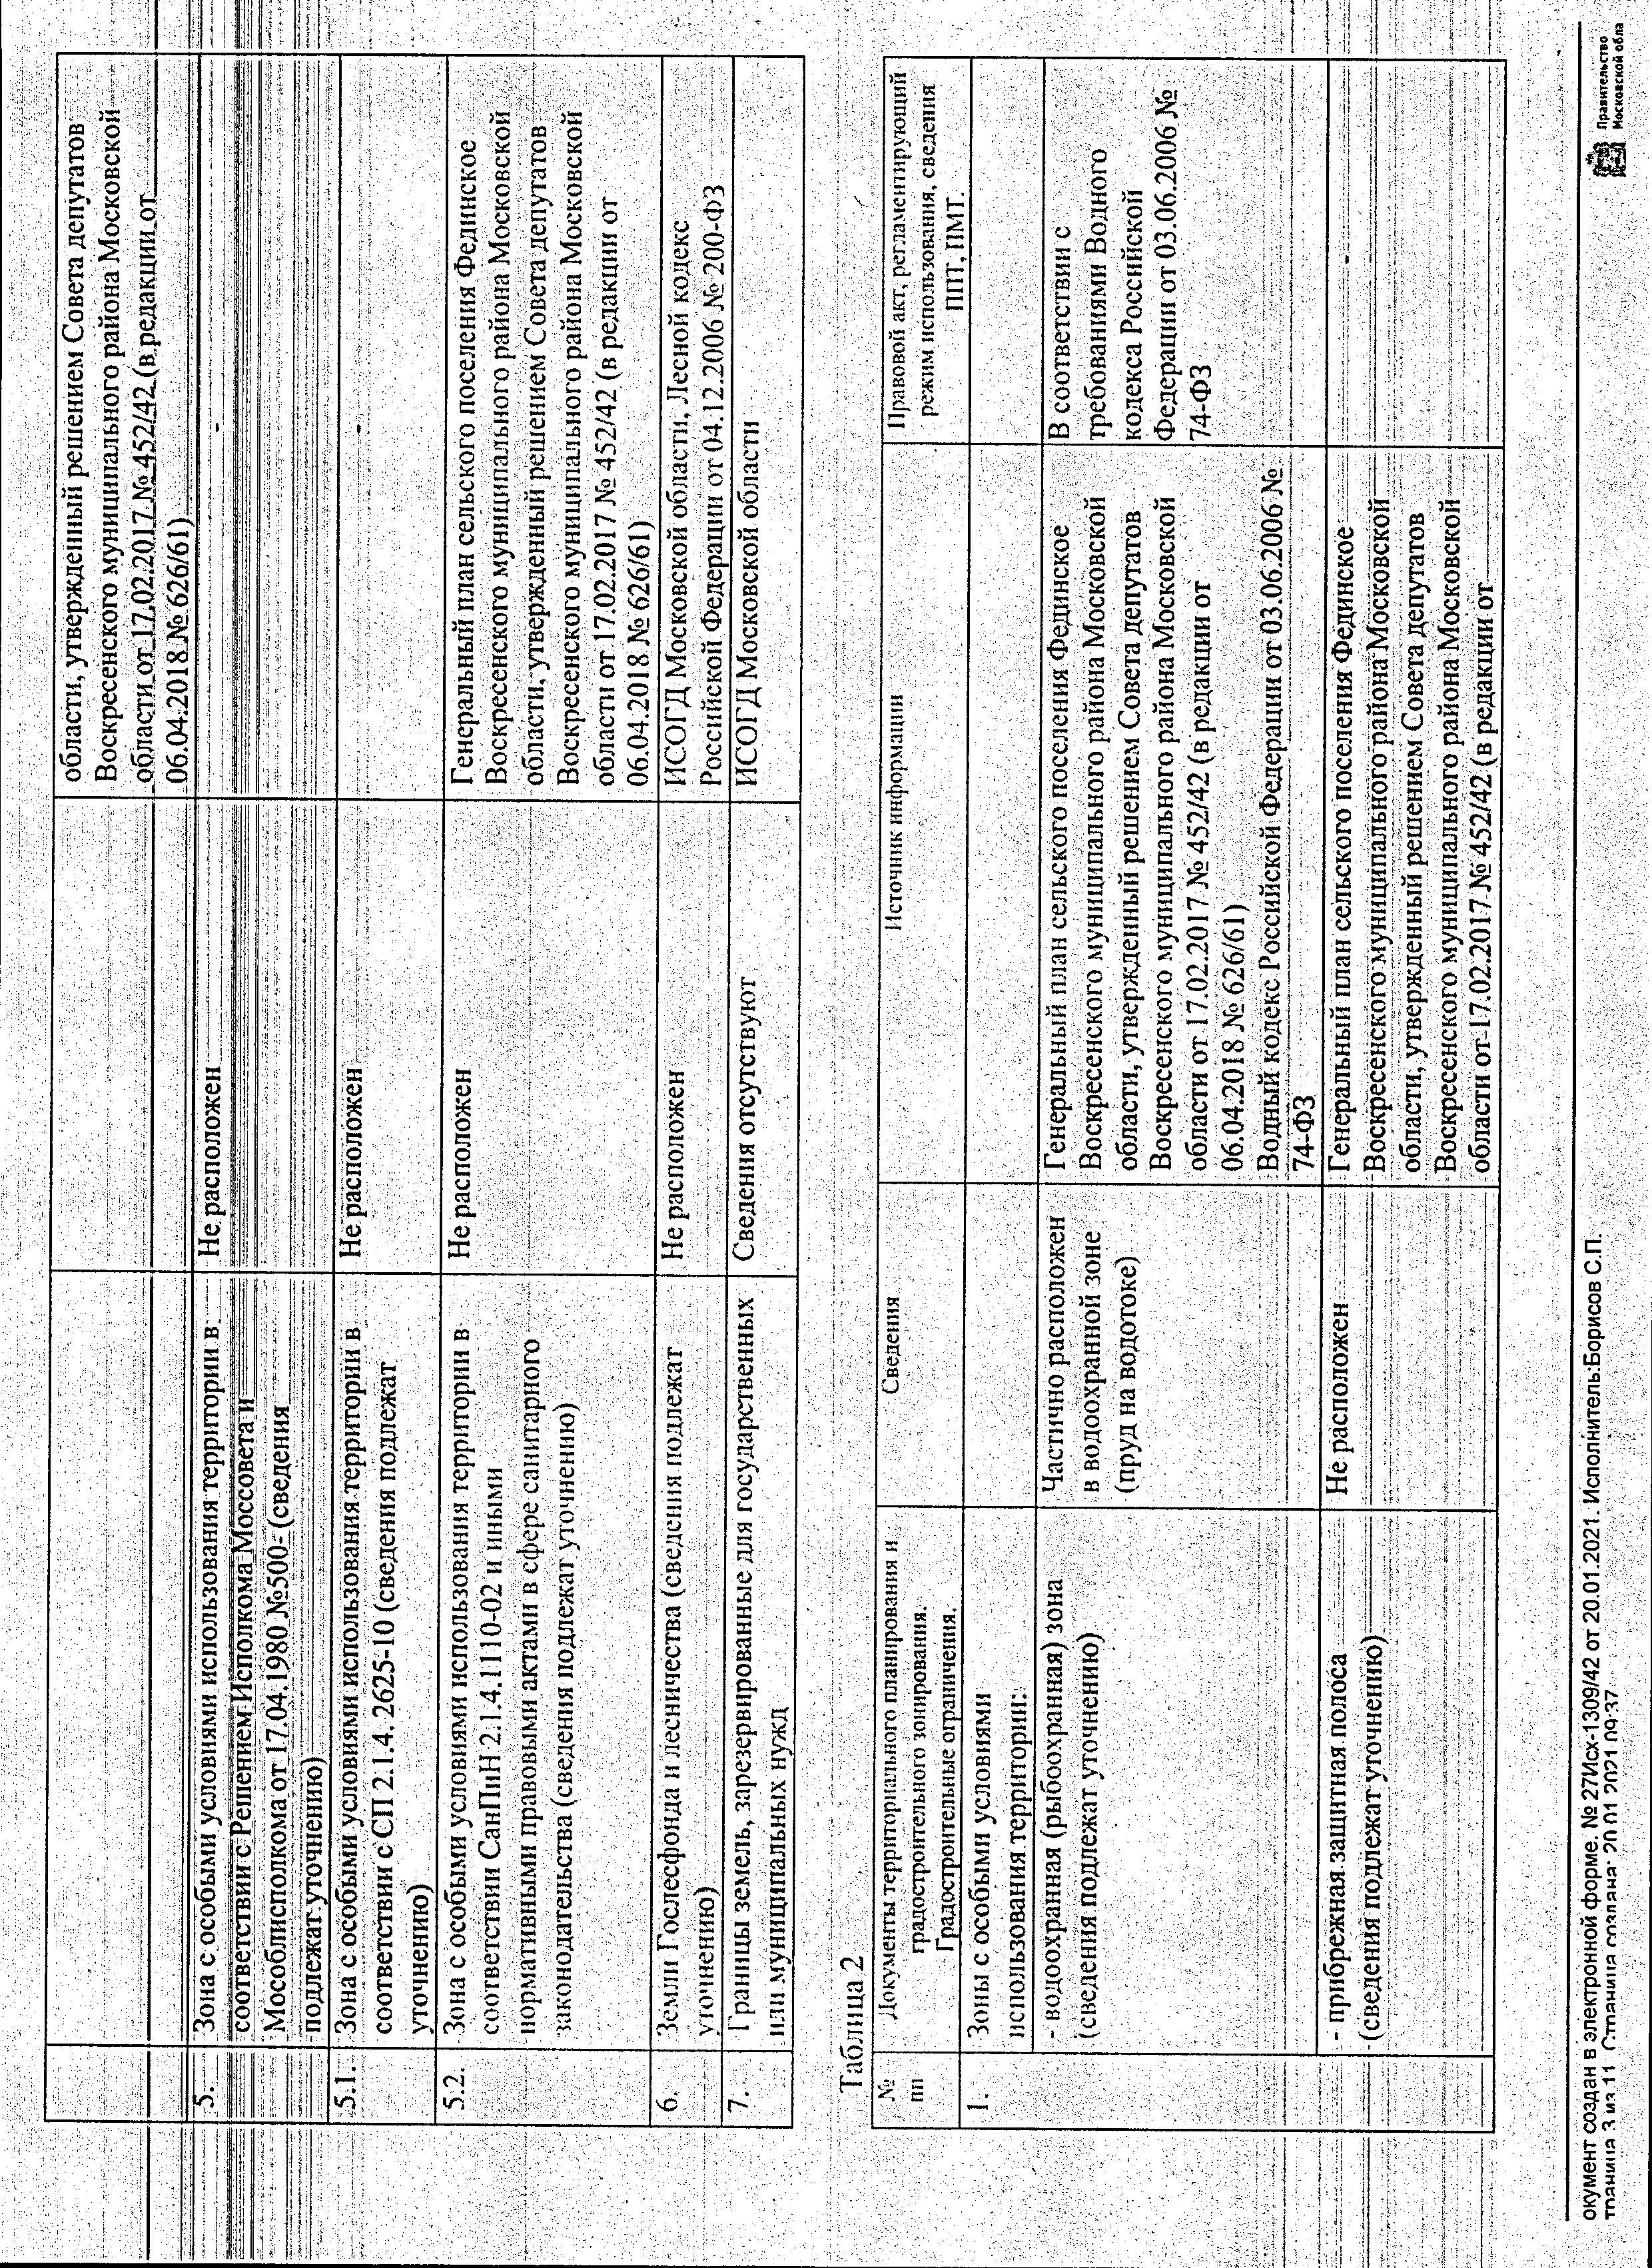 области, утвержденный решением Совета депутатов
Воскресенского муниципального района Московской
области от 17.02.2017 № 452/42 (в редакции от
06.04.2018 № 626/61)
5.
Зона с особыми условиями использования территории в
соответствии с Решением Исполкома Моссовета и
Мособлисполкома от 17.04.1980 №500- (сведения
подлежат уточнению)
Не расположен
-
5.1.
Зона с особыми условиями использования территории в
соответствии с СП 2.1.4. 2625-10 (сведения подлежат
уточнению)
Не расположен
-
5.2.
Зона с особыми условиями использования территории в
соответствии СанПиН 2.1.4.1110-02 и иными
нормативными правовыми актами в сфере санитарного
законодательства (сведения подлежат уточнению)
Не расположен
Генеральный план сельского поселения Фединское
Воскресенского муниципального района Московской
области, утвержденный решением Совета депутатов
Воскресенского муниципального района Московской
области от 17.02.2017 № 452/42 (в редакции от
06.04.2018 № 626/61)
6.
Земли Гослесфонда и лесничества (сведения подлежат
уточнению)
Не расположен
ИСОГД Московской области, Лесной кодекс
Российской Федерации от 04.12.2006 № 200-ФЗ
7.
Границы земель, зарезервированные для государственных
или муниципальных нужд
Сведения отсутствуют
ИСОГД Московской области
Таблица 2
№
пп
Документы территориального планирования и
градостроительного зонирования.
Градостроительные ограничения.
Сведения
Источник информации
Правовой акт, регламентирующий
режим использования, сведения
ППТ, ПМТ.
1.
Зоны с особыми условиями
использования территории:
- водоохранная (рыбоохранная) зона
(сведения подлежат уточнению)
Частично расположен
в водоохранной зоне
(пруд на водотоке)
Генеральный план сельского поселения Фединское
Воскресенского муниципального района Московской
области, утвержденный решением Совета депутатов
Воскресенского муниципального района Московской
области от 17.02.2017 № 452/42 (в редакции от
06.04.2018 № 626/61)
Водный кодекс Российской Федерации от 03.06.2006 №
74-ФЗ
В соответствии с
требованиями Водного
кодекса Российской
Федерации от 03.06.2006 №
74-ФЗ
- прибрежная защитная полоса
(сведения подлежат уточнению)
Не расположен
Генеральный план сельского поселения Фединское
Воскресенского муниципального района Московской
области, утвержденный решением Совета депутатов
Воскресенского муниципального района Московской
области от 17.02.2017 № 452/42 (в редакции от
-
окумент создан в электронной форме. № 27Исх-1309/42 от 20.01.2021. Исполнитель:Борисов С.П.
траница 3 из 11. Страница создана: 20.01.2021 09:37
Правительство
Московской обла